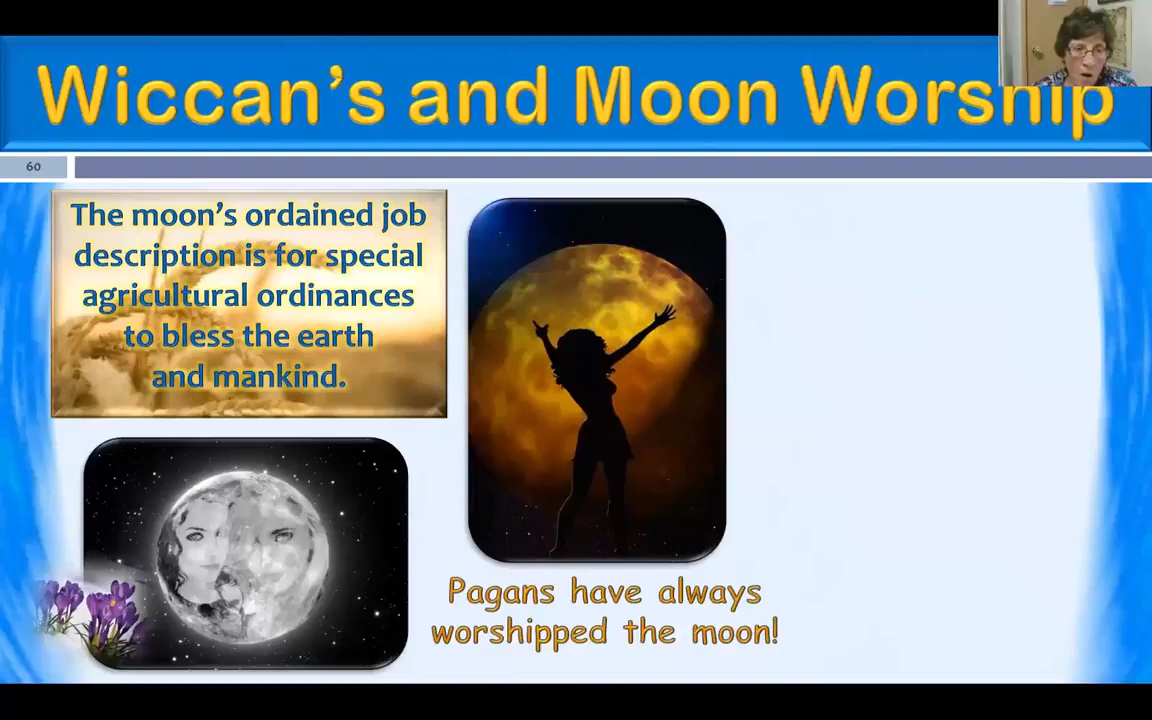 Wiccan's and Moon Worship
60
The moon's ordained job
description is for special
agricultural ordinances
to bless the earth
and mankind.
Pagans have always
worshipped the moon!